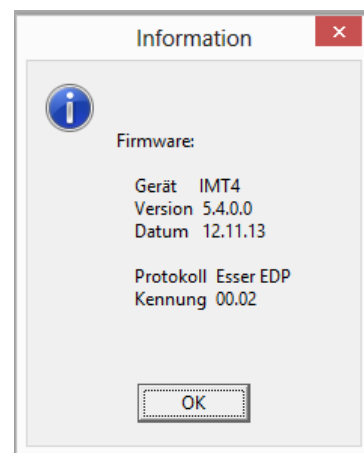 Information
Firmware:
Gerät IMT4
Version 5.4.0.0
Datum 12.11.13
Protokoll Esser EDP
Kennung 00.02
OK